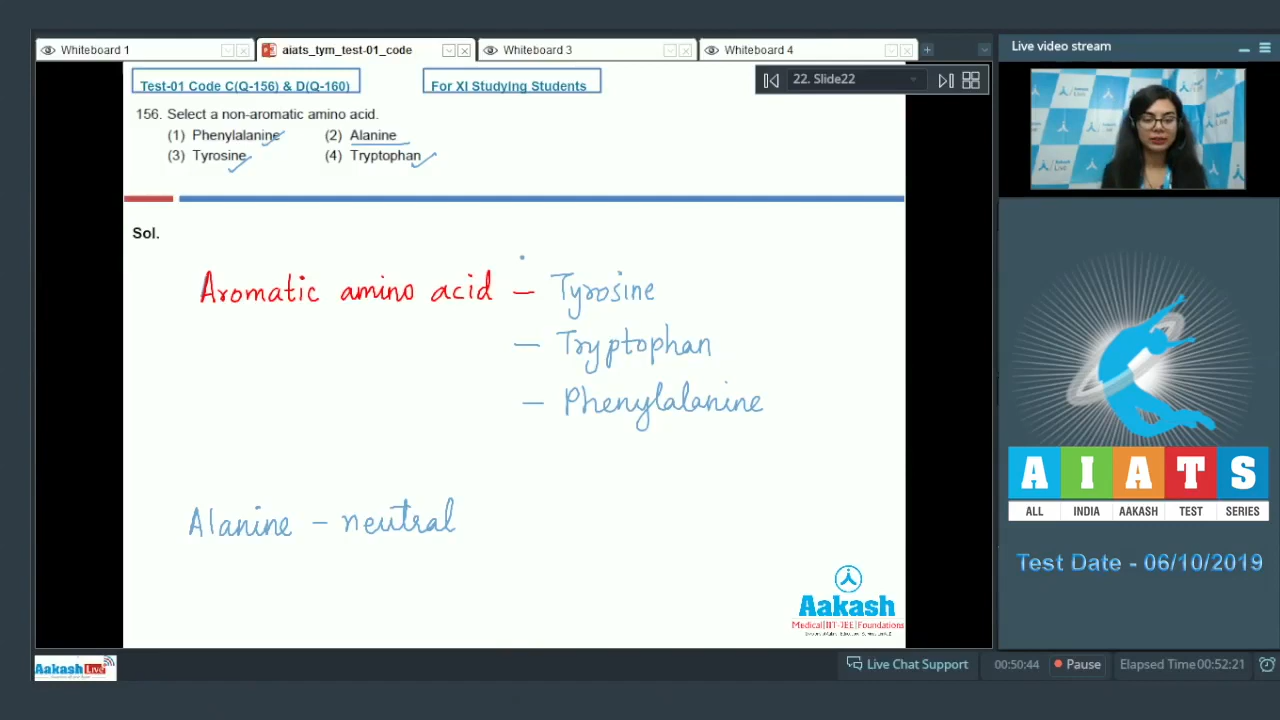 Whiteboard 1
aiats_tym_test-01_code
Whiteboard 3
Whiteboard 4
Live video stream
Test-01 Code C(Q-156) & D(Q-160)
For XI Studying Students
22. Slide22
156. Select a non-aromatic amino acid.
(1) Phenylalanine (2) Alanine
(3) Tyrosine (4) Tryptophan
Sol.
Aromatic amino acid – Tyrosine
– Tryptophan
– Phenylalanine
Alanine – neutral
Aakash
Medical|IIT-JEE|Foundations
A I A T S
ALL INDIA AAKASH TEST SERIES
Test Date - 06/10/2019
Aakash Live
Live Chat Support
00:50:44
Pause
Elapsed Time 00:52:21